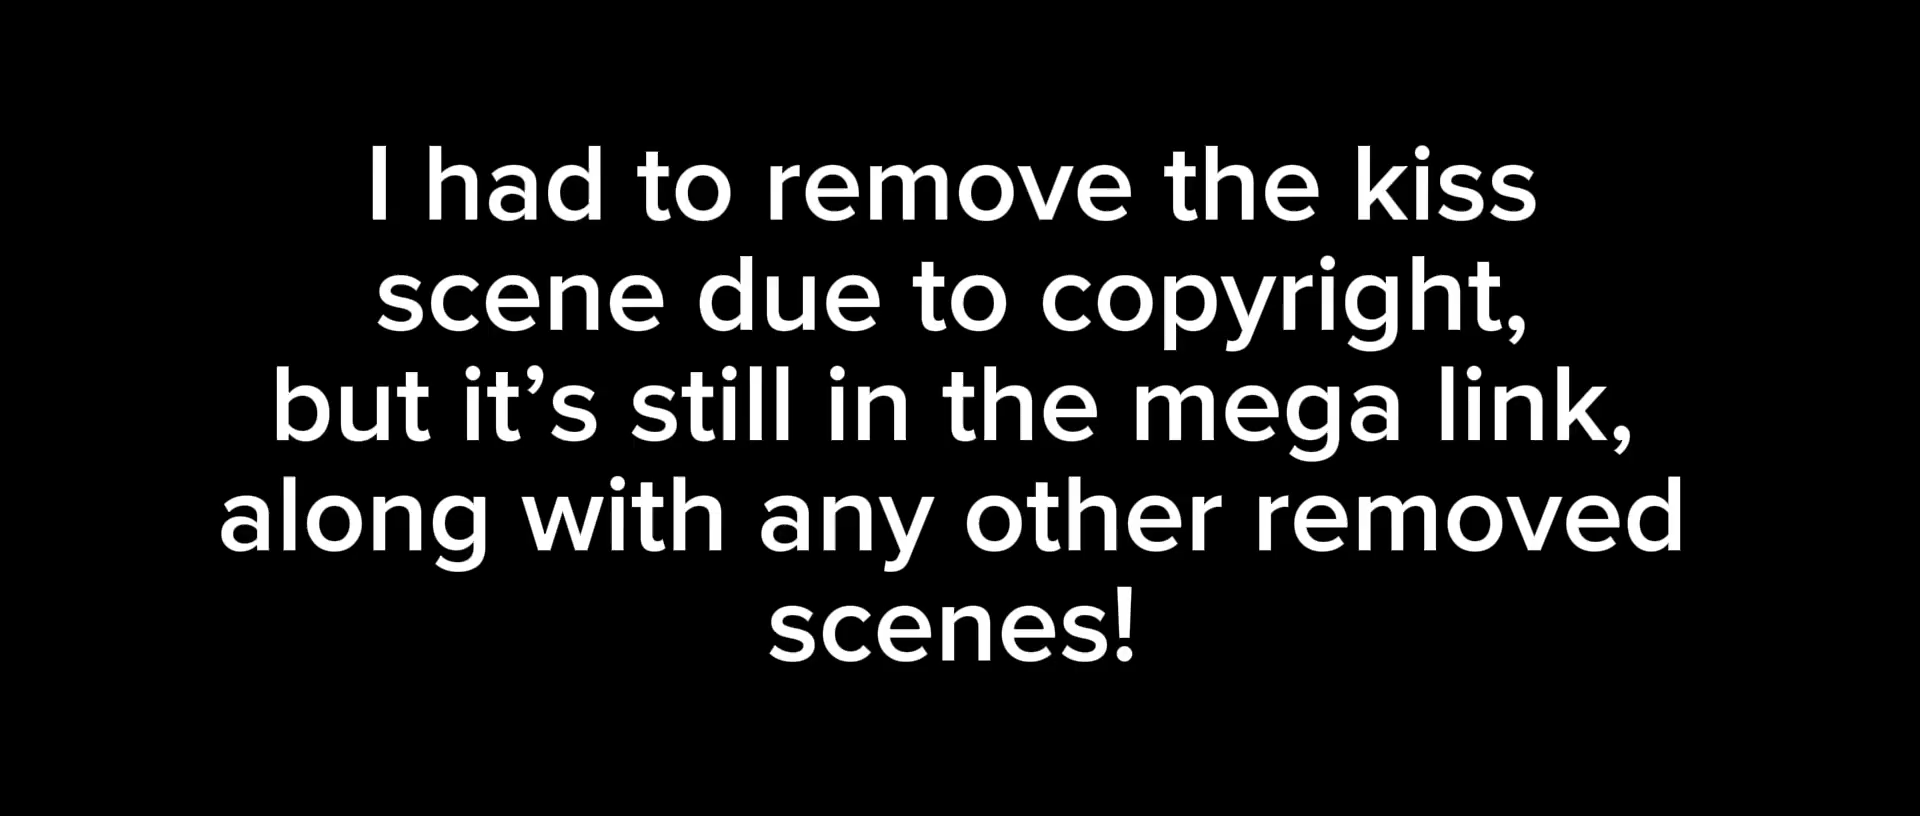 I had to remove the kiss
scene due to copyright,
but it’s still in the mega link,
along with any other removed
scenes!